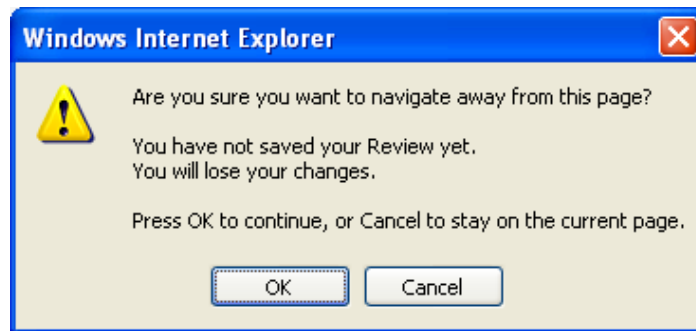 Windows Internet Explorer
Are you sure you want to navigate away from this page?
You have not saved your Review yet.
You will lose your changes.
Press OK to continue, or Cancel to stay on the current page.
OK
Cancel